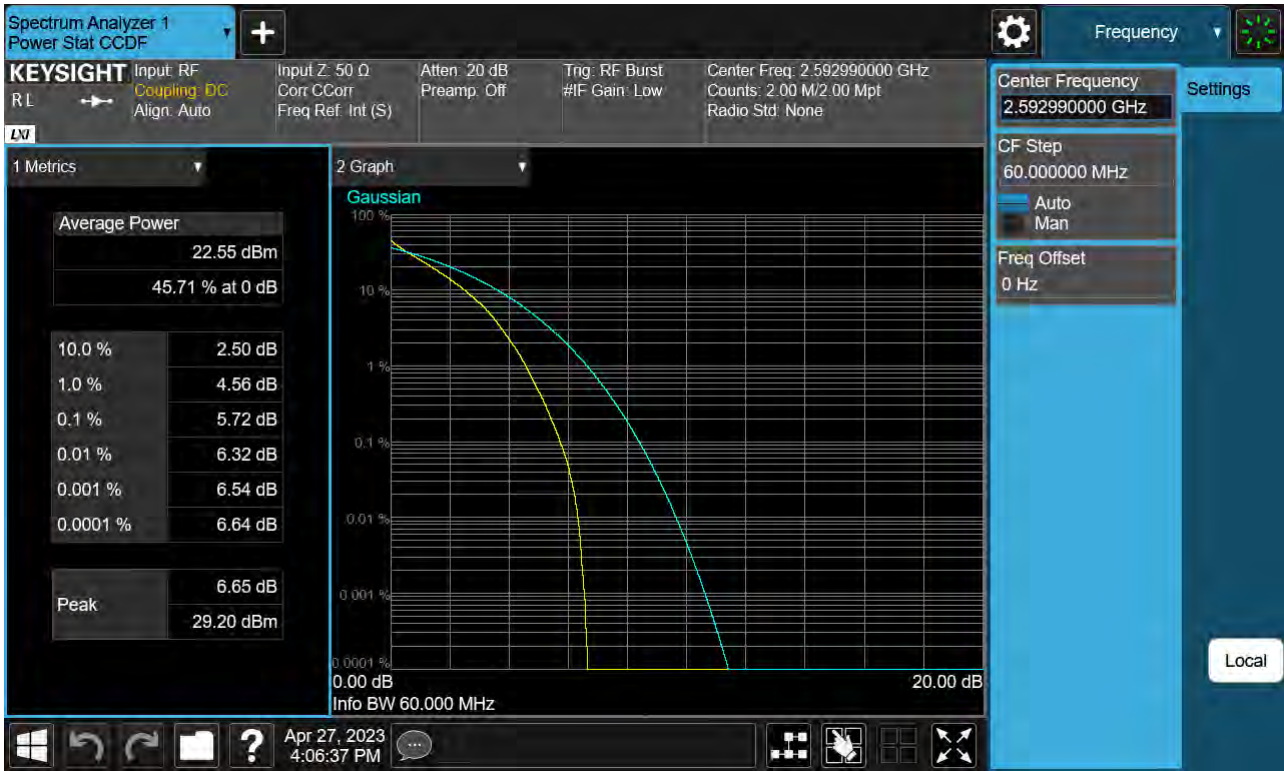 Spectrum Analyzer 1
Power Stat CCDF
+
Frequency
KEYSIGHT
RL
LXI
Input: RF
Coupling: DC
Align: Auto
Input Z: 50 Ω
Corr CCorr
Freq Ref: Int (S)
Atten: 20 dB
Preamp: Off
Trig: RF Burst
#IF Gain: Low
Center Freq: 2.592990000 GHz
Counts: 2.00 M/2.00 Mpt
Radio Std: None
Center Frequency
2.592990000 GHz
Settings
CF Step
60.000000 MHz
Auto
Man
Freq Offset
0 Hz
1 Metrics
Average Power
22.55 dBm
45.71 % at 0 dB
10.0 % 2.50 dB
1.0 % 4.56 dB
0.1 % 5.72 dB
0.01 % 6.32 dB
0.001 % 6.54 dB
0.0001 % 6.64 dB
Peak
6.65 dB
29.20 dBm
2 Graph
Gaussian
100 %
10 %
1 %
0.1 %
0.01 %
0.001 %
0.0001 %
0.00 dB 20.00 dB
Info BW 60.000 MHz
Local
?
Apr 27, 2023
4:06:37 PM